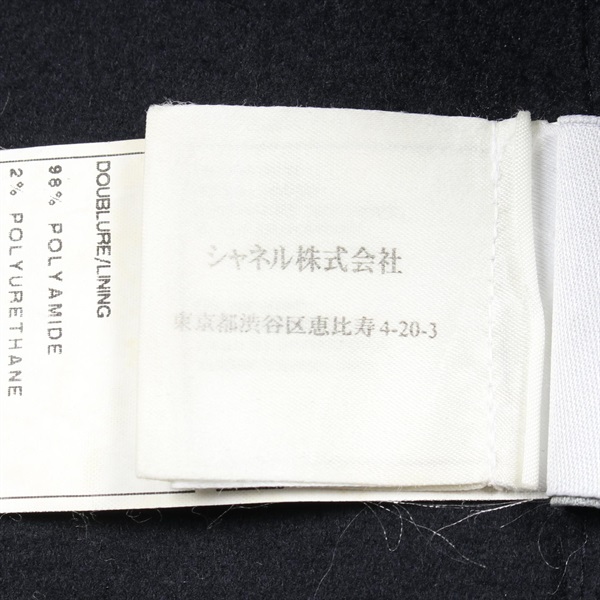 シャネル株式会社
東京都渋谷区恵比寿4-20-3
DOUBLURE/LINING
98% POLYAMIDE
2% POLYURETHANE